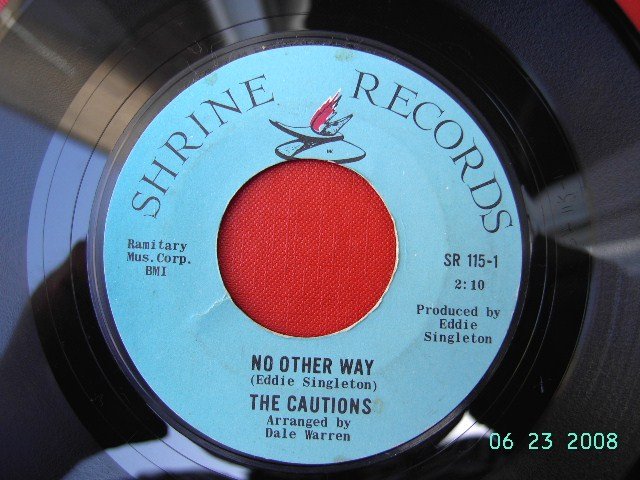 SHRINE RECORDS
Ramitary
Mus.Corp.
BMI
SR 115-1
2:10
Produced by
Eddie
Singleton
NO OTHER WAY
(Eddie Singleton)
THE CAUTIONS
Arranged by
Dale Warren
06 23 2008